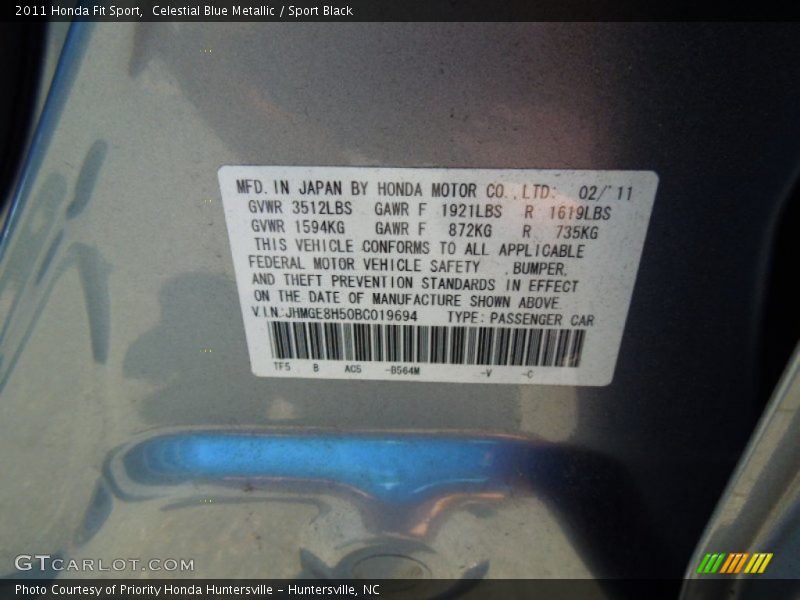 2011 Honda Fit Sport, Celestial Blue Metallic / Sport Black
MFD. IN JAPAN BY HONDA MOTOR CO., LTD. 02/'11
GVWR 3512LBS GAWR F 1921LBS R 1619LBS
GVWR 1594KG GAWR F 872KG R 735KG
THIS VEHICLE CONFORMS TO ALL APPLICABLE
FEDERAL MOTOR VEHICLE SAFETY , BUMPER,
AND THEFT PREVENTION STANDARDS IN EFFECT
ON THE DATE OF MANUFACTURE SHOWN ABOVE.
V.I.N.:JHMGE8H50BC019694 TYPE: PASSENGER CAR
TF5 B AC5 -B564M -V -C
GTCARLOT.COM
Photo Courtesy of Priority Honda Huntersville – Huntersville, NC